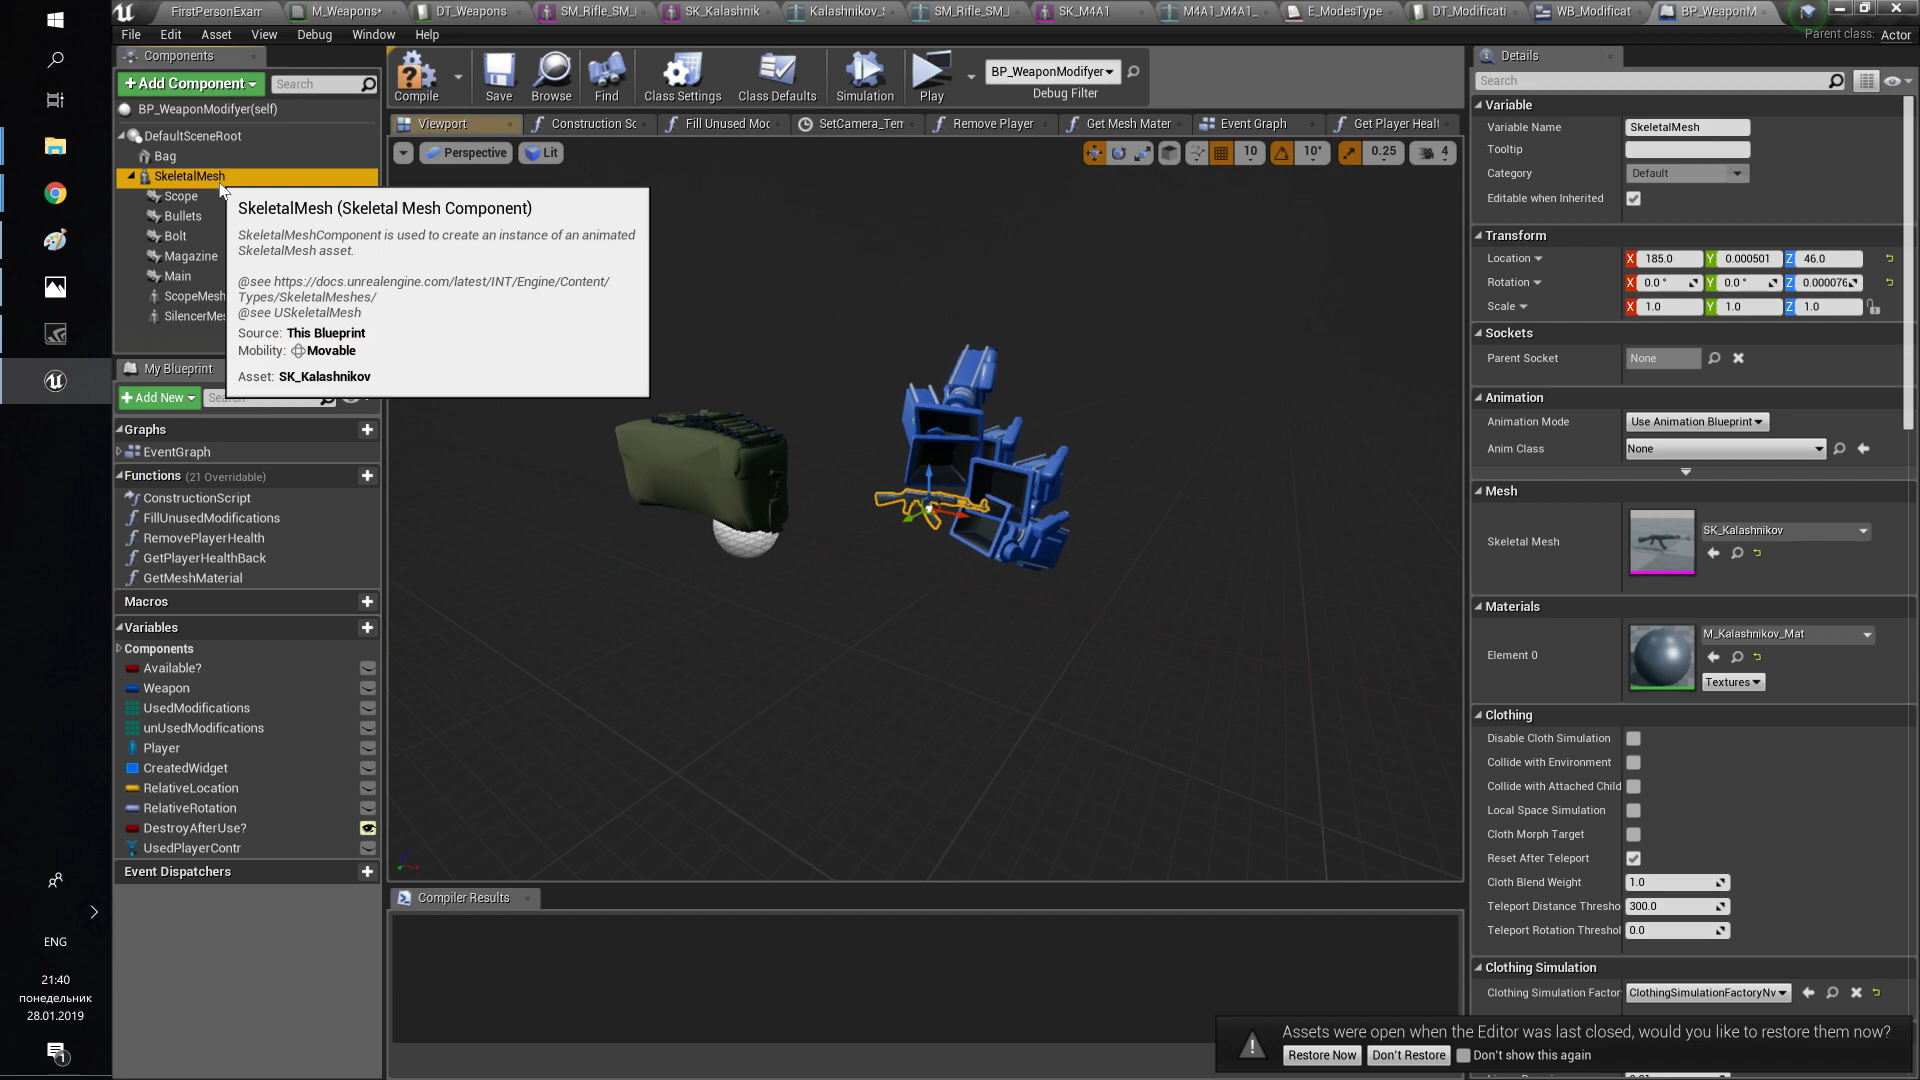 FirstPersonExam
M_Weapons*
DT_Weapons
SM_Rifle_SM_
SK_Kalashnik
Kalashnikov_
SM_Rifle_SM_
SK_M4A1
M4A1_M4A1_
E_ModesType
DT_Modificati
WB_Modificat
BP_WeaponM
File Edit Asset View Debug Window Help
Parent class: Actor
Components
+ Add Component
Search
BP_WeaponModifyer(self)
DefaultSceneRoot
Bag
SkeletalMesh
Scope
Bullets
Bolt
Magazine
Main
ScopeMesh
SilencerMes
SkeletalMesh (Skeletal Mesh Component)
SkeletalMeshComponent is used to create an instance of an animated
SkeletalMesh asset.
@see https://docs.unrealengine.com/latest/INT/Engine/Content/
Types/SkeletalMeshes/
@see USkeletalMesh
Source: This Blueprint
Mobility: Movable
Asset: SK_Kalashnikov
My Blueprint
+ Add New
Search
Graphs
EventGraph
Functions (21 Overridable)
ConstructionScript
FillUnusedModifications
RemovePlayerHealth
GetPlayerHealthBack
GetMeshMaterial
Macros
Variables
Components
Available?
Weapon
UsedModifications
unUsedModifications
Player
CreatedWidget
RelativeLocation
RelativeRotation
DestroyAfterUse?
UsedPlayerContr
Event Dispatchers
Compile
Save
Browse
Find
Class Settings
Class Defaults
Simulation
Play
BP_WeaponModifyer
Debug Filter
Viewport
Construction Sc
Fill Unused Moc
SetCamera_Ten
Remove Player
Get Mesh Mater
Event Graph
Get Player Healt
Perspective
Lit
10
10°
0.25
4
Compiler Results
Details
Search
Variable
Variable Name SkeletalMesh
Tooltip
Category Default
Editable when Inherited
Transform
Location X 185.0 Y 0.000501 Z 46.0
Rotation X 0.0 ° Y 0.0 ° Z 0.000076
Scale X 1.0 Y 1.0 Z 1.0
Sockets
Parent Socket None
Animation
Animation Mode Use Animation Blueprint
Anim Class None
Mesh
Skeletal Mesh SK_Kalashnikov
Materials
Element 0 M_Kalashnikov_Mat
Textures
Clothing
Disable Cloth Simulation
Collide with Environment
Collide with Attached Child
Local Space Simulation
Cloth Morph Target
Reset After Teleport
Cloth Blend Weight 1.0
Teleport Distance Thresho 300.0
Teleport Rotation Threshol 0.0
Clothing Simulation
Clothing Simulation Factor ClothingSimulationFactoryNv
Assets were open when the Editor was last closed, would you like to restore them now?
Restore Now Don't Restore Don't show this again
ENG
21:40
понедельник
28.01.2019
1